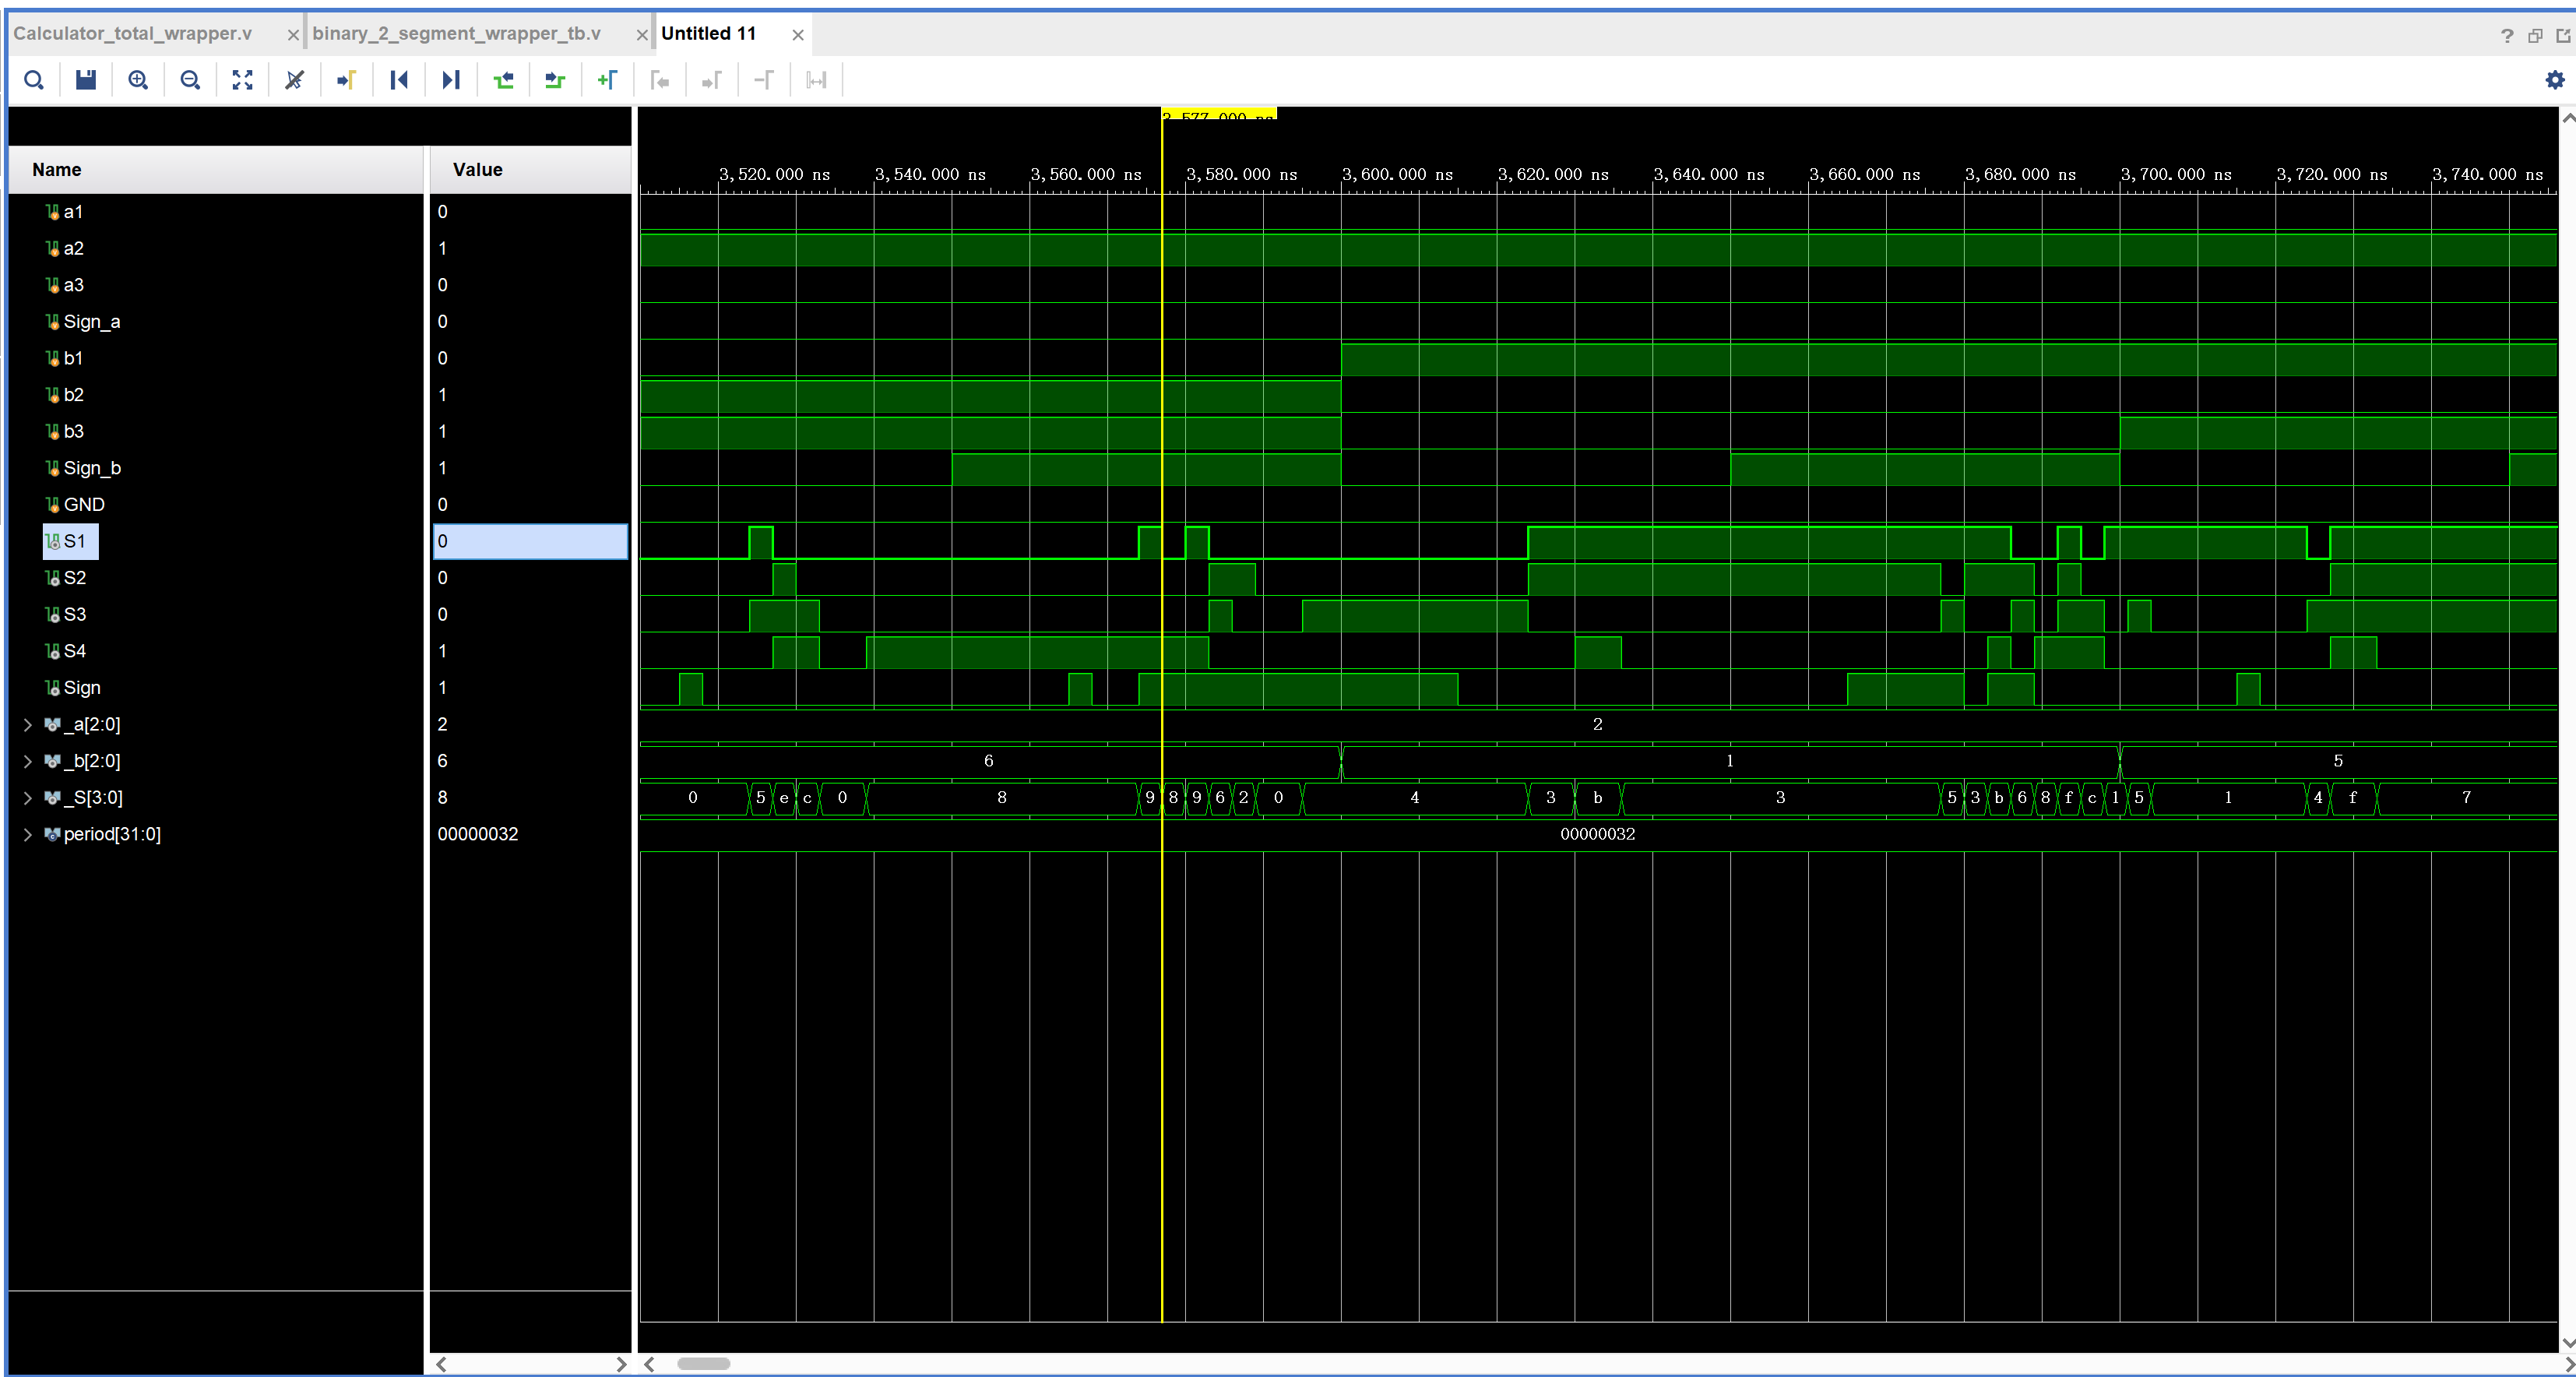 Calculator_total_wrapper.v × binary_2_segment_wrapper_tb.v × Untitled 11 ×
3,577.000 ns
Name Value
3,520.000 ns 3,540.000 ns 3,560.000 ns 3,580.000 ns 3,600.000 ns 3,620.000 ns 3,640.000 ns 3,660.000 ns 3,680.000 ns 3,700.000 ns 3,720.000 ns 3,740.000 ns
a1 0
a2 1
a3 0
Sign_a 0
b1 0
b2 1
b3 1
Sign_b 1
GND 0
S1 0
S2 0
S3 0
S4 1
Sign 1
_a[2:0] 2 2
_b[2:0] 6 6 1 5
_S[3:0] 8 0 5 e c 0 8 9 8 9 6 2 0 4 3 b 3 5 3 b 6 8 f c 1 5 1 4 f 7
period[31:0] 00000032 00000032